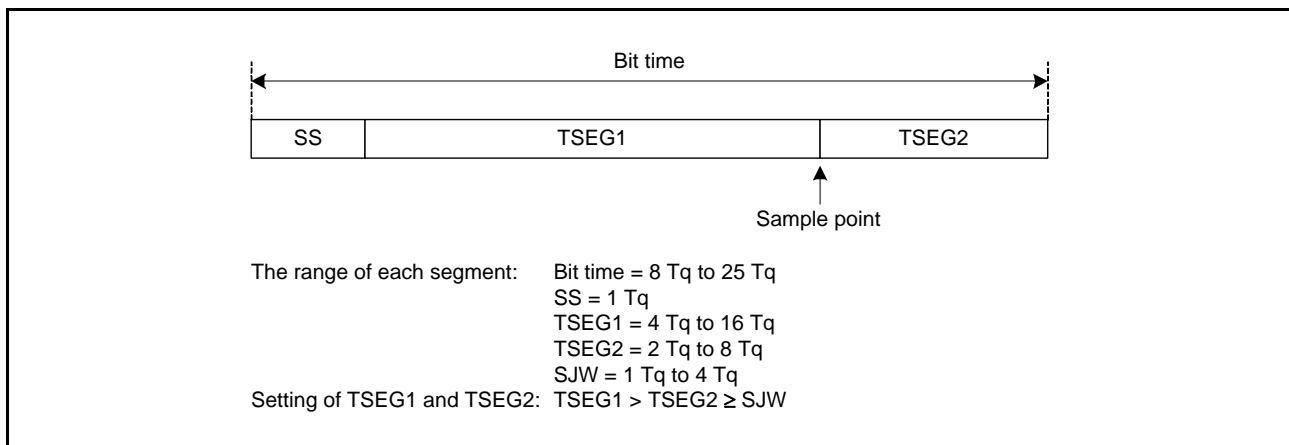 Bit time
SS TSEG1 TSEG2
Sample point
The range of each segment: Bit time = 8 Tq to 25 Tq
SS = 1 Tq
TSEG1 = 4 Tq to 16 Tq
TSEG2 = 2 Tq to 8 Tq
SJW = 1 Tq to 4 Tq
Setting of TSEG1 and TSEG2: TSEG1 > TSEG2 ≥ SJW